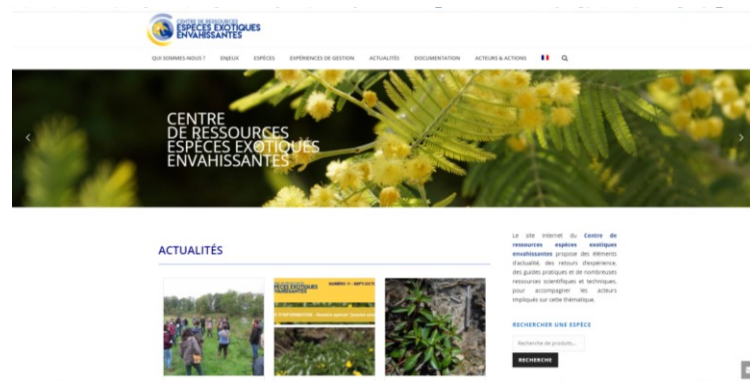 CENTRE DE RESSOURCES
ESPÈCES EXOTIQUES
ENVAHISSANTES
QUI SOMMES-NOUS ? ENJEUX ESPÈCES EXPÉRIENCES DE GESTION ACTUALITÉS DOCUMENTATION ACTEURS & ACTIONS
CENTRE
DE RESSOURCES
ESPÈCES EXOTIQUES
ENVAHISSANTES
ACTUALITÉS
PÈCES EXOTIQUES
ENVAHISSANTES
Le site internet du Centre de
ressources espèces exotiques
envahissantes propose des éléments
d'actualité, des retours d'expérience,
des guides pratiques et de nombreuses
ressources scientifiques et techniques,
pour accompagner les acteurs
impliqués sur cette thématique.
RECHERCHER UNE ESPÈCE
Recherche de produits...
RECHERCHE